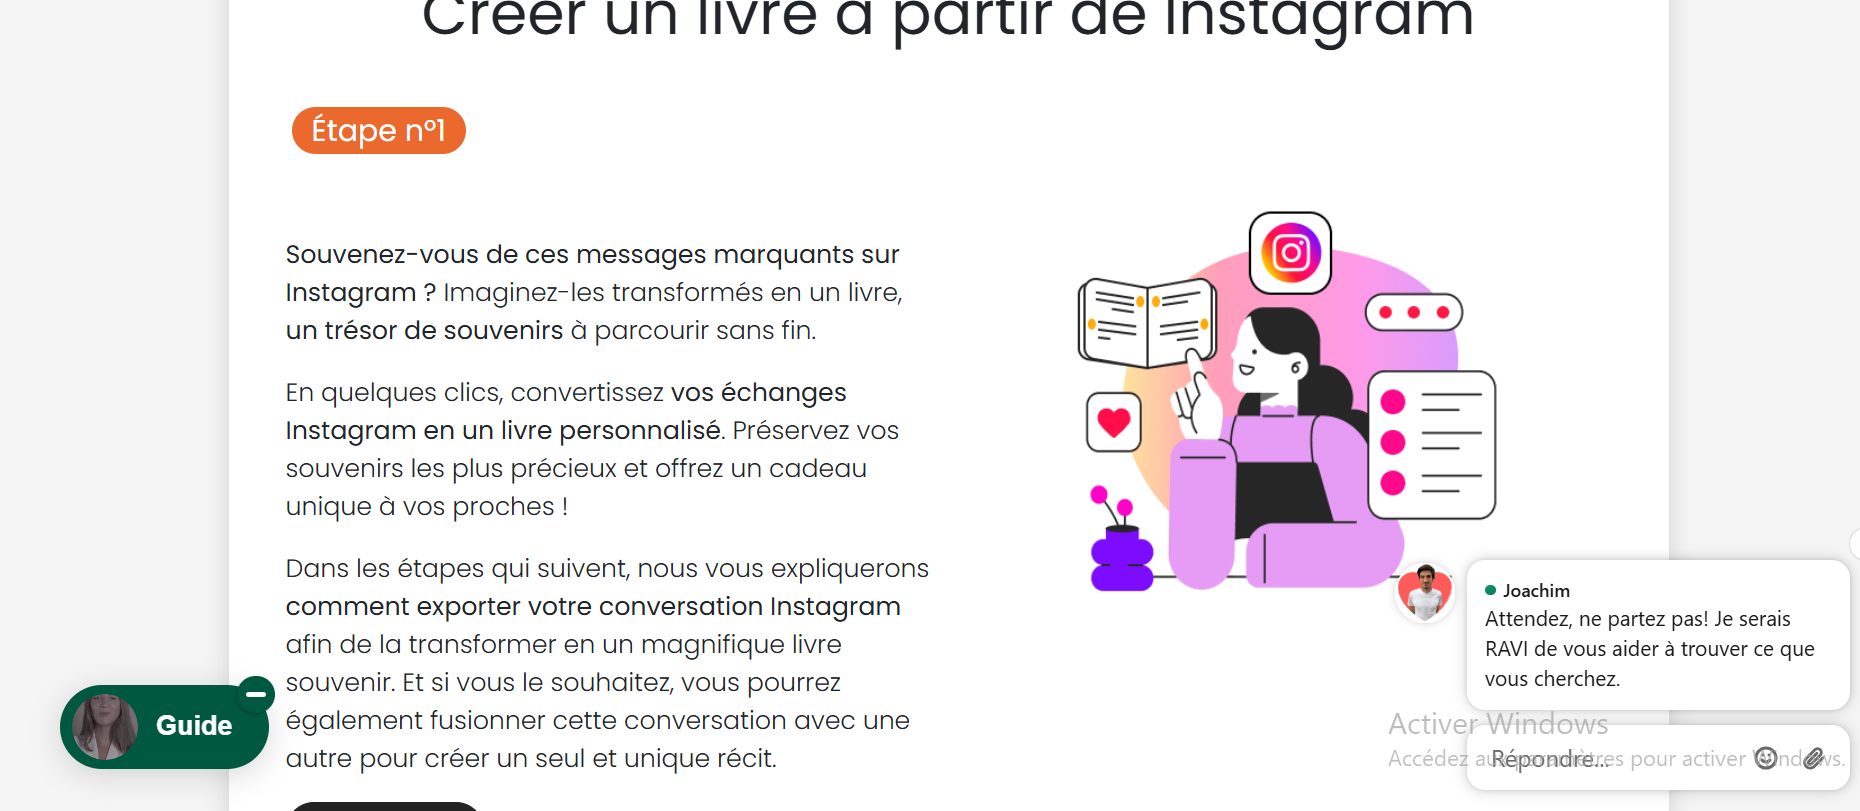 Créer un livre à partir de Instagram
Étape n°1
Souvenez-vous de ces messages marquants sur
Instagram ? Imaginez-les transformés en un livre,
un trésor de souvenirs à parcourir sans fin.
En quelques clics, convertissez vos échanges
Instagram en un livre personnalisé. Préservez vos
souvenirs les plus précieux et offrez un cadeau
unique à vos proches !
Dans les étapes qui suivent, nous vous expliquerons
comment exporter votre conversation Instagram
afin de la transformer en un magnifique livre
souvenir. Et si vous le souhaitez, vous pourrez
également fusionner cette conversation avec une
autre pour créer un seul et unique récit.
Guide
Joachim
Attendez, ne partez pas! Je serais
RAVI de vous aider à trouver ce que
vous cherchez.
Répondre...
Activer Windows
Accédez aux paramètres pour activer Windows.